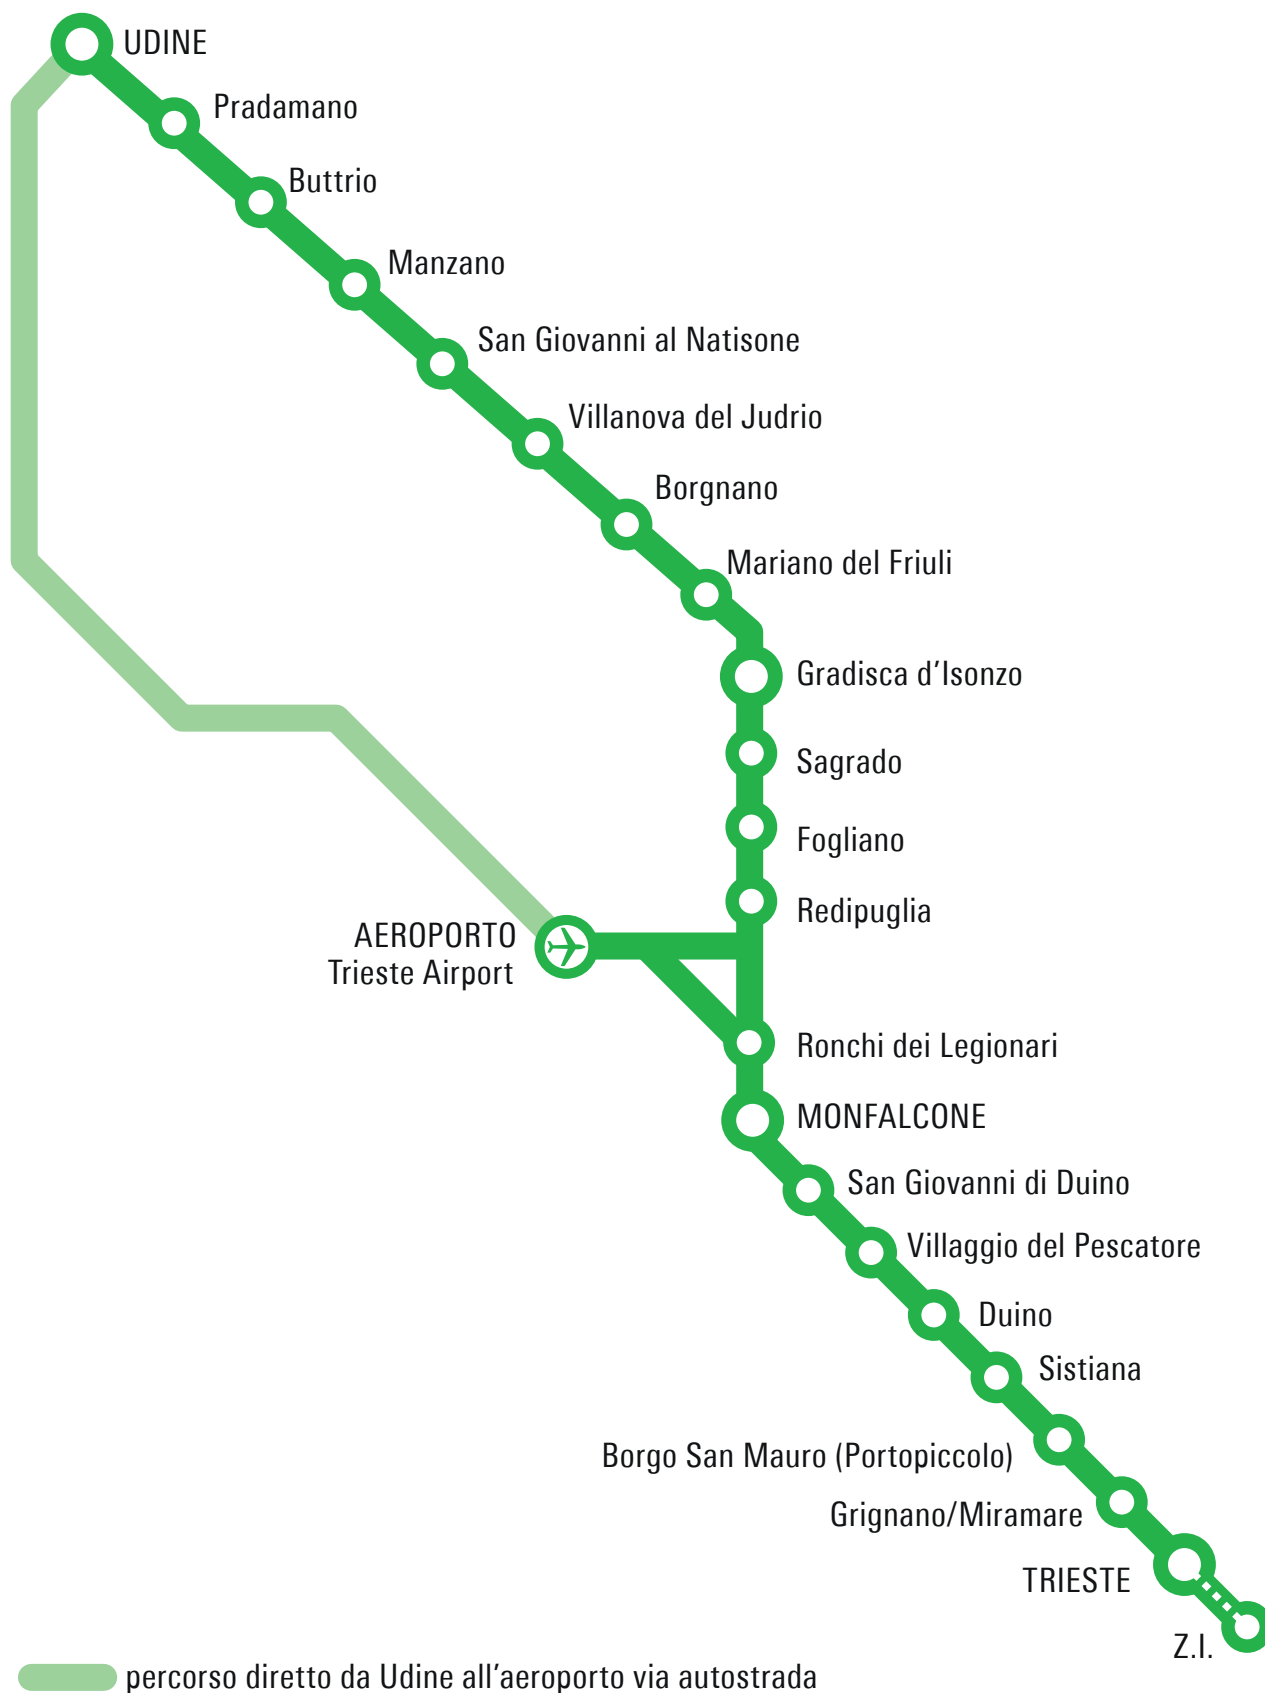 UDINE
Pradamano
Buttrio
Manzano
San Giovanni al Natisone
Villanova del Judrio
Borgnano
Mariano del Friuli
Gradisca d'Isonzo
Sagrado
Fogliano
Redipuglia
AEROPORTO
Trieste Airport
Ronchi dei Legionari
MONFALCONE
San Giovanni di Duino
Villaggio del Pescatore
Duino
Sistiana
Borgo San Mauro (Portopiccolo)
Grignano/Miramare
TRIESTE
Z.I.
percorso diretto da Udine all'aeroporto via autostrada